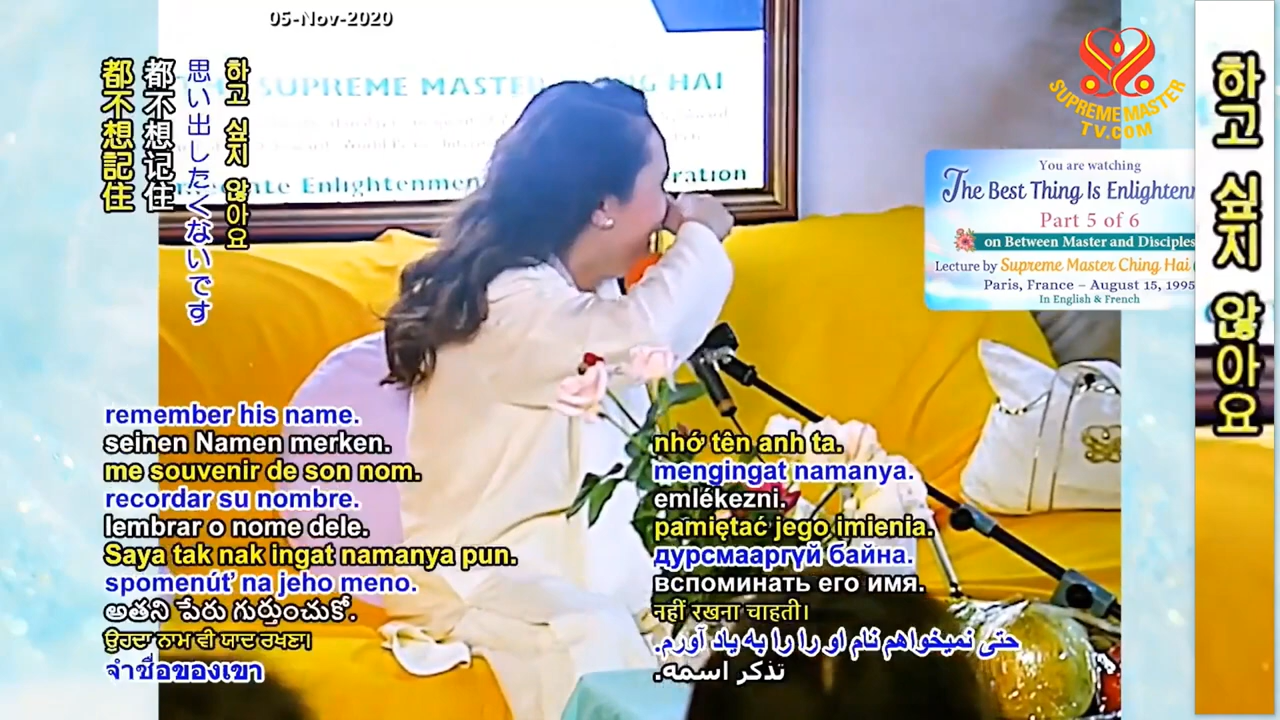 05-Nov-2020
SUPREME MASTER CHING HAI
Enlightenmen
SUPREME MASTER
TV.COM
You are watching
The Best Thing Is Enlightenm
Part 5 of 6
on Between Master and Disciples
Lecture by Supreme Master Ching Hai
Paris, France – August 15, 1995
In English & French
하고 싶지 않아요
思い出したくないです
都不想记住
都不想記住
하고 싶지 않아요
remember his name.
seinen Namen merken.
me souvenir de son nom.
recordar su nombre.
lembrar o nome dele.
Saya tak nak ingat namanya pun.
spomenúť na jeho meno.
అతని పేరు గుర్తుంచుకో.
ਉਹਦਾ ਨਾਮ ਵੀ ਯਾਦ ਰਖਣਾ।
จำชื่อของเขา
nhớ tên anh ta.
mengingat namanya.
emlékezni.
pamiętać jego imienia.
дурсмааргүй байна.
вспоминать его имя.
नहीं रखना चाहती।
حتی نمیخواهم نام او را را به یاد آورم.
تذكر اسمه.